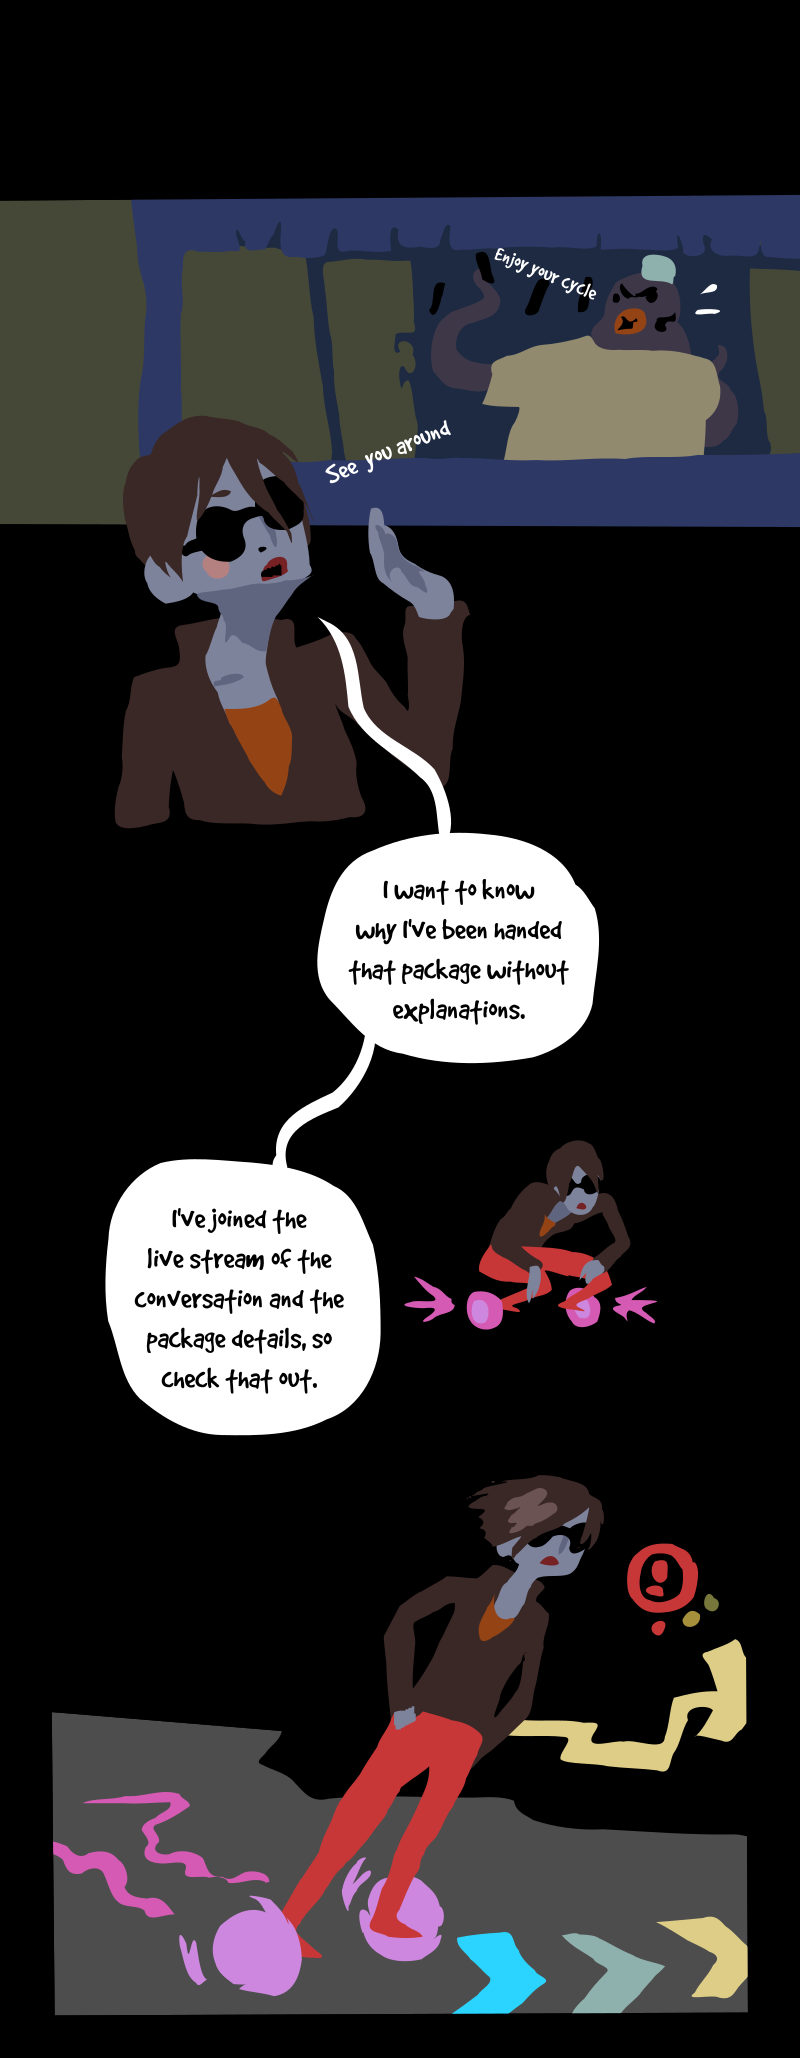 Enjoy your cycle
See you around
I want to know
why I've been handed
that package without
explanations.
I've joined the
live stream of the
conversation and the
package details, so
check that out.